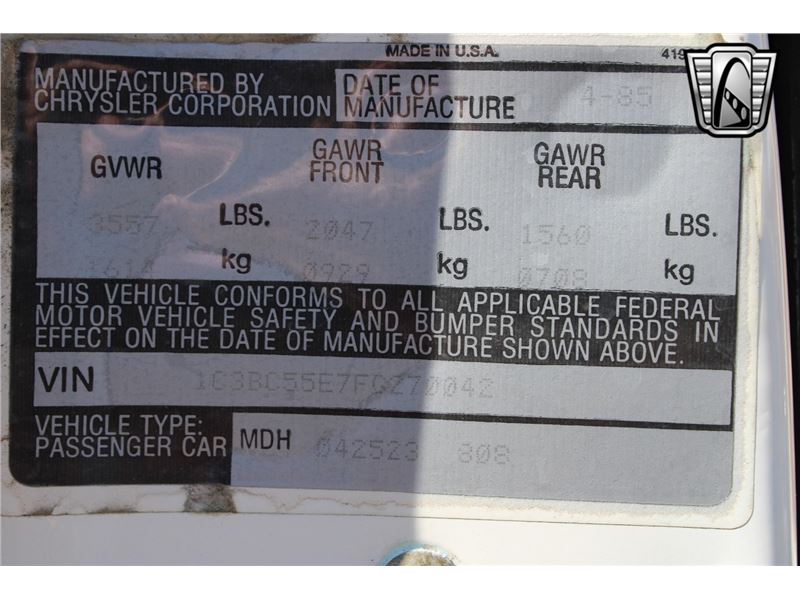 MADE IN U.S.A.
MANUFACTURED BY
CHRYSLER CORPORATION
DATE OF
MANUFACTURE
4-85
GVWR
GAWR
FRONT
GAWR
REAR
3557 LBS. 2047 LBS. 1560 LBS.
kg 0929 kg 0708 kg
THIS VEHICLE CONFORMS TO ALL APPLICABLE FEDERAL
MOTOR VEHICLE SAFETY AND BUMPER STANDARDS IN
EFFECT ON THE DATE OF MANUFACTURE SHOWN ABOVE.
VIN 1C3BC55E7FG270042
VEHICLE TYPE:
PASSENGER CAR
MDH 042523 808